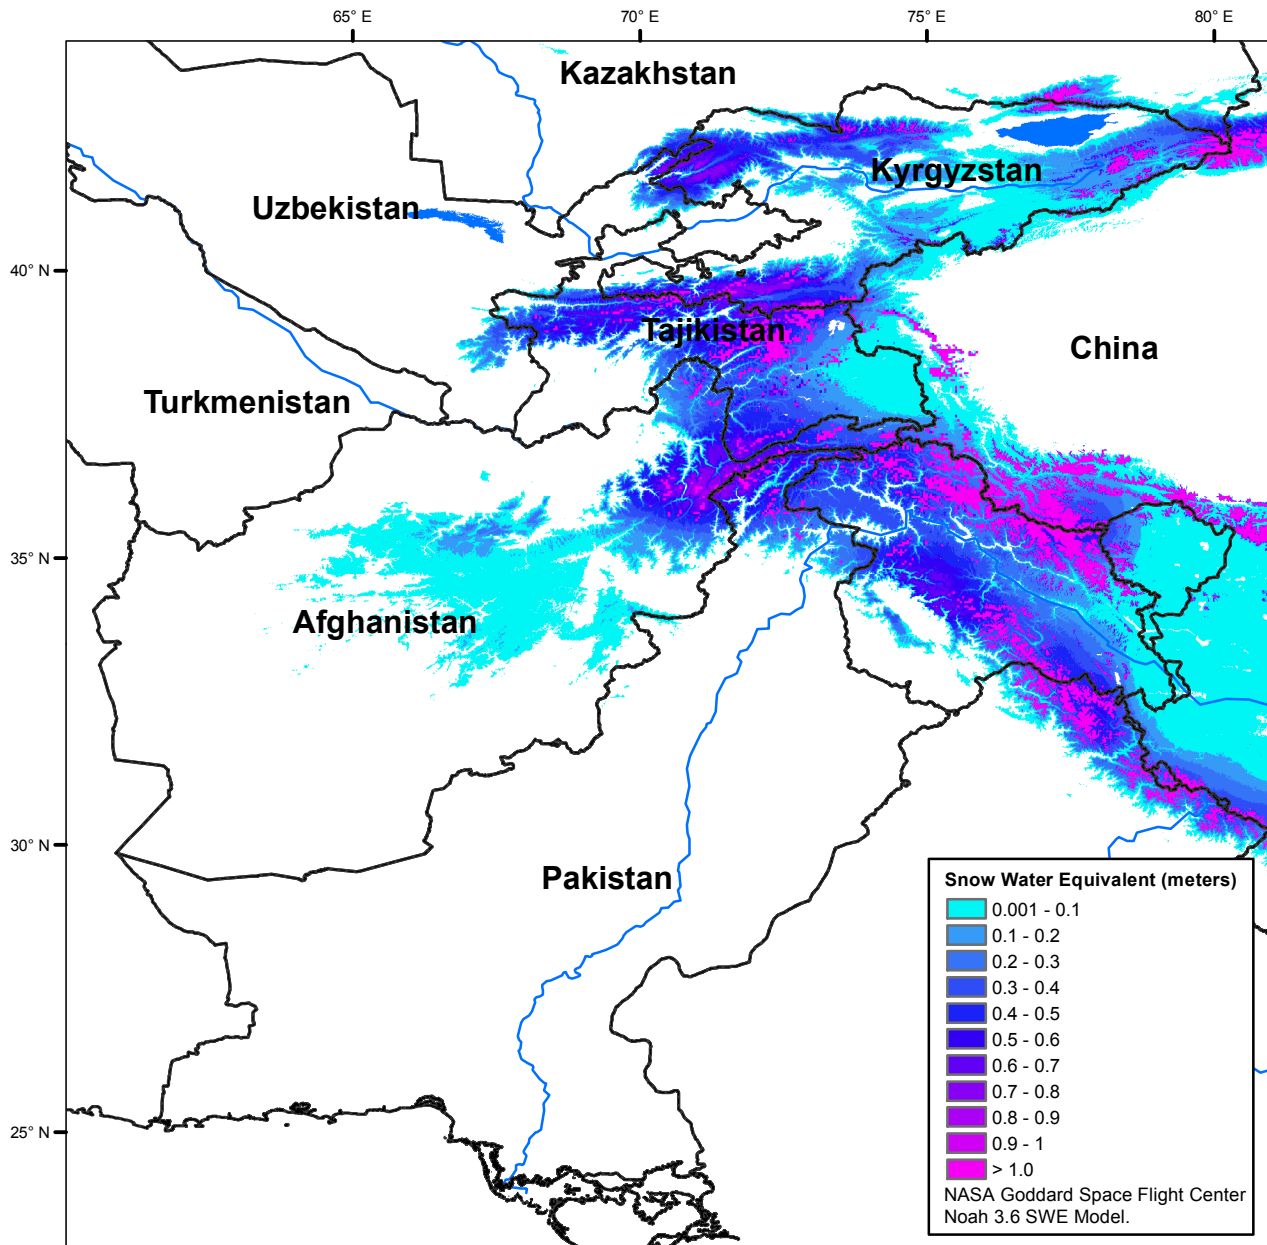 65° E
70° E
75° E
80° E
Kazakhstan
Kyrgyzstan
Uzbekistan
40° N
Tajikistan
China
Turkmenistan
35° N
Afghanistan
30° N
Pakistan
25° N
Snow Water Equivalent (meters)
0.001 - 0.1
0.1 - 0.2
0.2 - 0.3
0.3 - 0.4
0.4 - 0.5
0.5 - 0.6
0.6 - 0.7
0.7 - 0.8
0.8 - 0.9
0.9 - 1
> 1.0
NASA Goddard Space Flight Center
Noah 3.6 SWE Model.